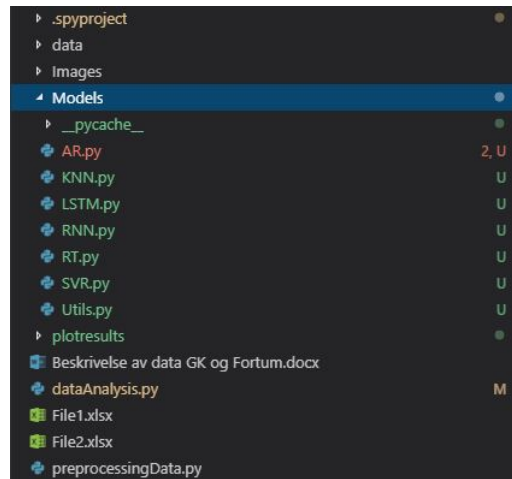 .spyproject
data
Images
Models
__pycache__
AR.py 2, U
KNN.py U
LSTM.py U
RNN.py U
RT.py U
SVR.py U
Utils.py U
plotresults
Beskrivelse av data GK og Fortum.docx
dataAnalysis.py M
File1.xlsx
File2.xlsx
preprocessingData.py